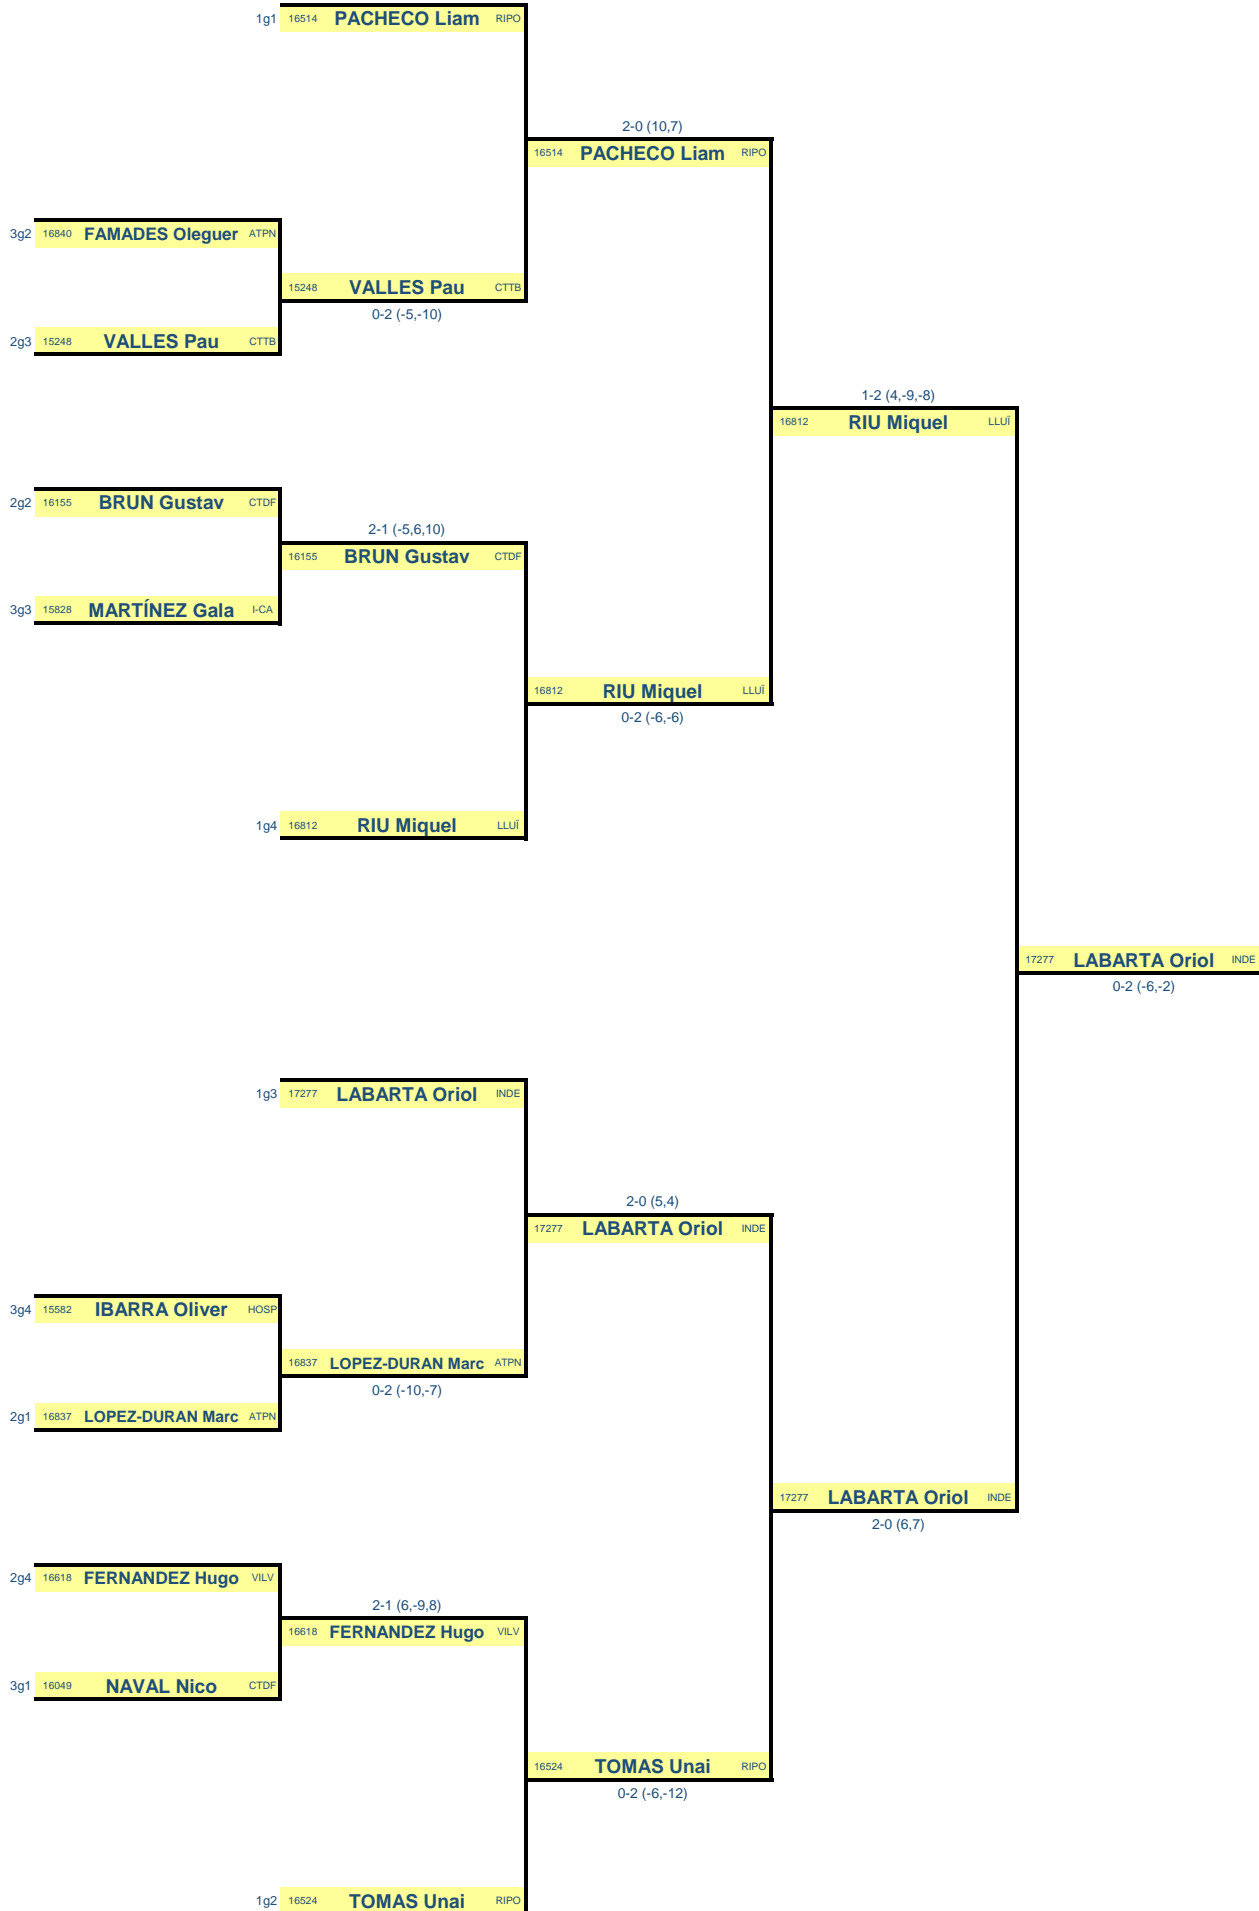 1g1 16514 PACHECO Liam RIPO
2-0 (10,7)
16514 PACHECO Liam RIPO
3g2 16840 FAMADES Oleguer ATPN
15248 VALLES Pau CTTB
0-2 (-5,-10)
2g3 15248 VALLES Pau CTTB
1-2 (4,-9,-8)
16812 RIU Miquel LLUÏ
2g2 16155 BRUN Gustav CTDF
2-1 (-5,6,10)
16155 BRUN Gustav CTDF
3g3 15828 MARTÍNEZ Gala I-CA
16812 RIU Miquel LLUÏ
0-2 (-6,-6)
1g4 16812 RIU Miquel LLUÏ
17277 LABARTA Oriol INDE
0-2 (-6,-2)
1g3 17277 LABARTA Oriol INDE
2-0 (5,4)
17277 LABARTA Oriol INDE
3g4 15582 IBARRA Oliver HOSP
16837 LOPEZ-DURAN Marc ATPN
0-2 (-10,-7)
2g1 16837 LOPEZ-DURAN Marc ATPN
17277 LABARTA Oriol INDE
2-0 (6,7)
2g4 16618 FERNANDEZ Hugo VILV
2-1 (6,-9,8)
16618 FERNANDEZ Hugo VILV
3g1 16049 NAVAL Nico CTDF
16524 TOMAS Unai RIPO
0-2 (-6,-12)
1g2 16524 TOMAS Unai RIPO